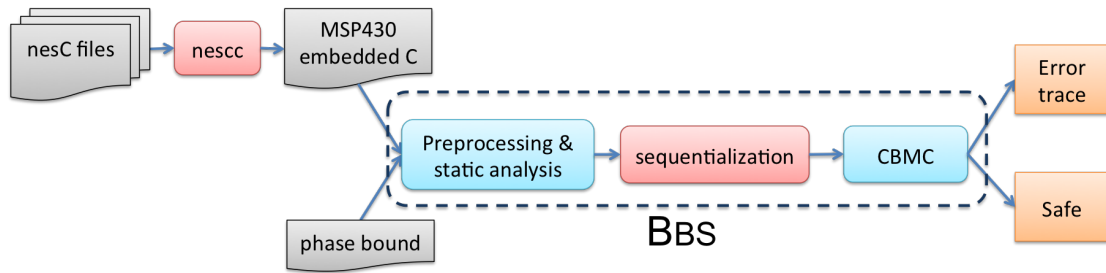 nesC files
nescc
MSP430
embedded C
Preprocessing &
static analysis
sequentialization
CBMC
Error
trace
Safe
phase bound
BBS